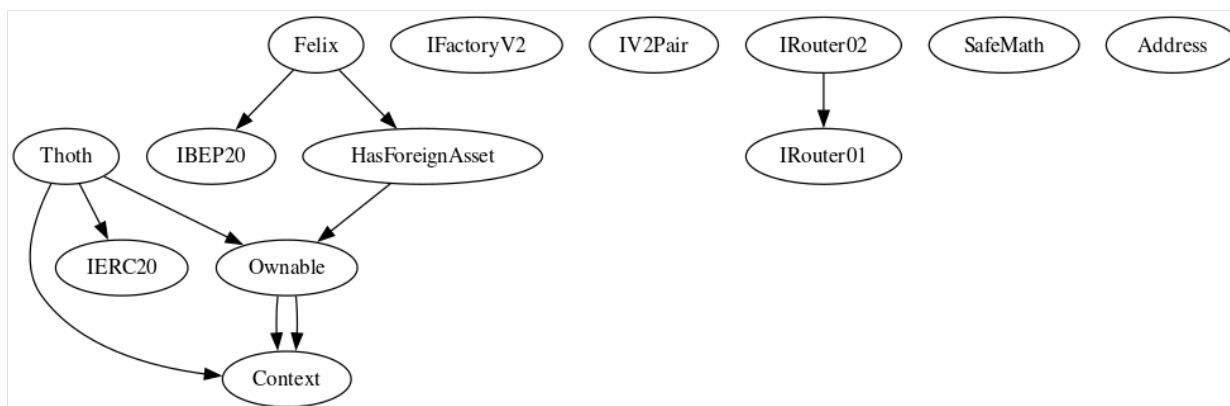 Felix
IFactoryV2
IV2Pair
IRouter02
SafeMath
Address
Thoth
IBEP20
HasForeignAsset
IRouter01
IERC20
Ownable
Context